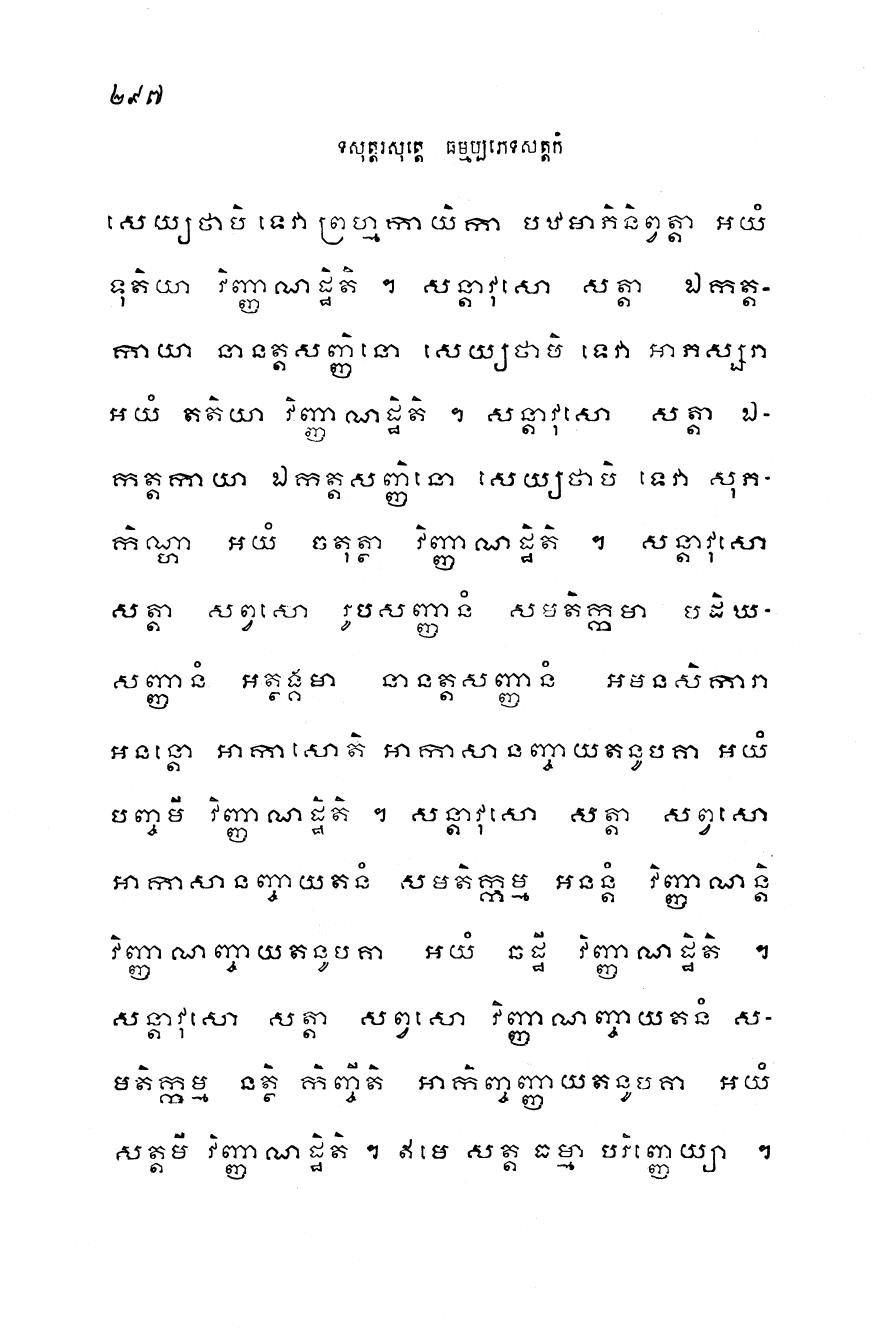 ២៩៧
ទសុត្តរសុត្តេ ធម្មប្បភេទសត្តកំ
សេយ្យថាបិ ទេវា ព្រហ្មកាយិកា បឋមាភិនិព្វត្តា អយំ
ទុតិយា វិញ្ញាណដ្ឋិតិ ។ សន្តាវុសោ សត្តា ឯកត្ត-
កាយា នានត្តសញ្ញិនោ សេយ្យថាបិ ទេវា អាភស្សរា
អយំ តតិយា វិញ្ញាណដ្ឋិតិ ។ សន្តាវុសោ សត្តា ឯ-
កត្តកាយា ឯកត្តសញ្ញិនោ សេយ្យថាបិ ទេវា សុភ-
កិណ្ហា អយំ ចតុត្ថា វិញ្ញាណដ្ឋិតិ ។ សន្តាវុសោ
សត្តា សព្វសោ រូបសញ្ញានំ សមតិក្កមា បដិឃ-
សញ្ញានំ អត្ថង្គមា នានត្តសញ្ញានំ អមនសិការា
អនន្តោ អាកាសោតិ អាកាសានញ្ចាយតនូបគា អយំ
បញ្ចមី វិញ្ញាណដ្ឋិតិ ។ សន្តាវុសោ សត្តា សព្វសោ
អាកាសានញ្ចាយតនំ សមតិក្កម្ម អនន្តំ វិញ្ញាណន្តិ
វិញ្ញាណញ្ចាយតនូបគា អយំ ឆដ្ឋី វិញ្ញាណដ្ឋិតិ ។
សន្តាវុសោ សត្តា សព្វសោ វិញ្ញាណញ្ចាយតនំ ស-
មតិក្កម្ម នត្ថិ កិញ្ចីតិ អាកិញ្ចញ្ញាយតនូបគា អយំ
សត្តមី វិញ្ញាណដ្ឋិតិ ។ ឥមេ សត្ត ធម្មា បរិញ្ញេយ្យា ។